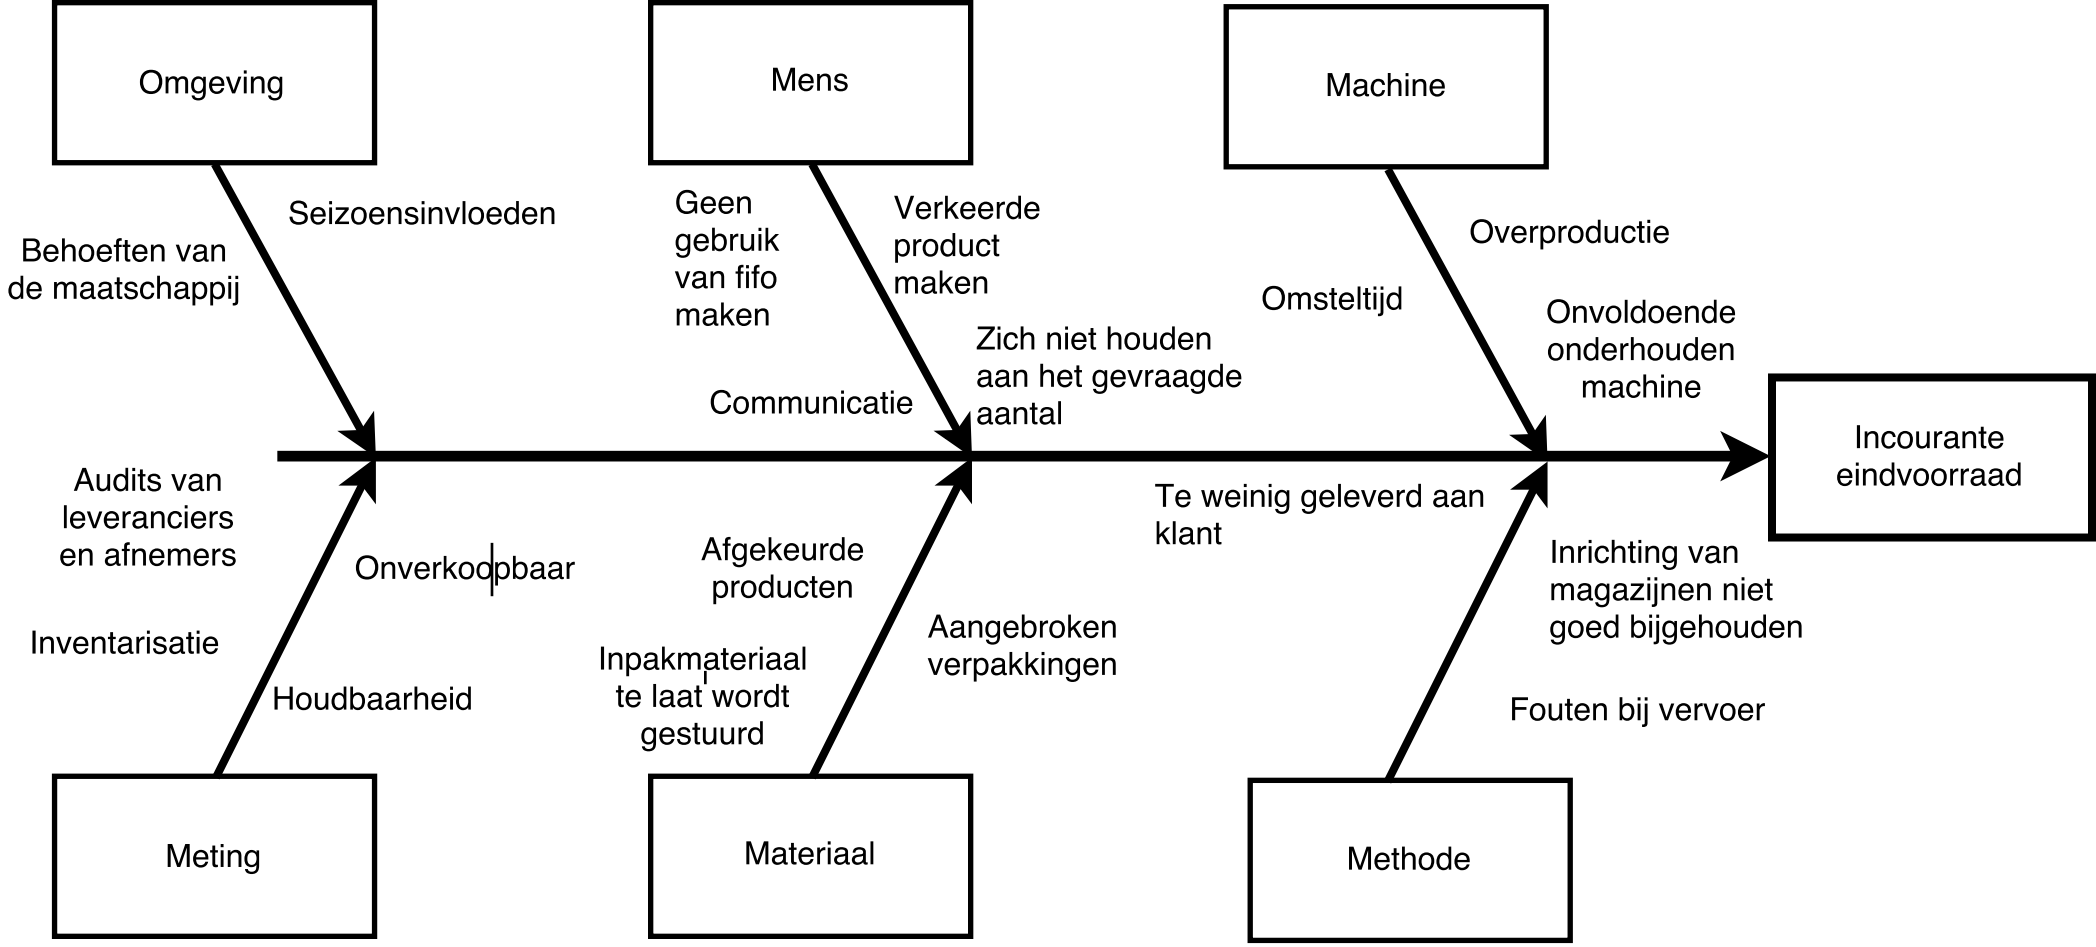 Omgeving
Mens
Machine
Seizoensinvloeden
Behoeften van
de maatschappij
Geen
gebruik
van fifo
maken
Verkeerde
product
maken
Communicatie
Zich niet houden
aan het gevraagde
aantal
Overproductie
Omsteltijd
Onvoldoende
onderhouden
machine
Incourante
eindvoorraad
Audits van
leveranciers
en afnemers
Onverkoopbaar
Inventarisatie
Houdbaarheid
Afgekeurde
producten
Inpakmateriaal
te laat wordt
gestuurd
Aangebroken
verpakkingen
Te weinig geleverd aan
klant
Inrichting van
magazijnen niet
goed bijgehouden
Fouten bij vervoer
Meting
Materiaal
Methode